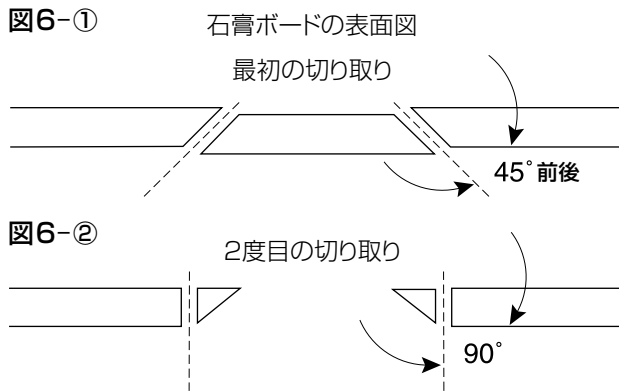 図6-①
石膏ボードの表面図
最初の切り取り
45°前後
図6-②
2度目の切り取り
90°